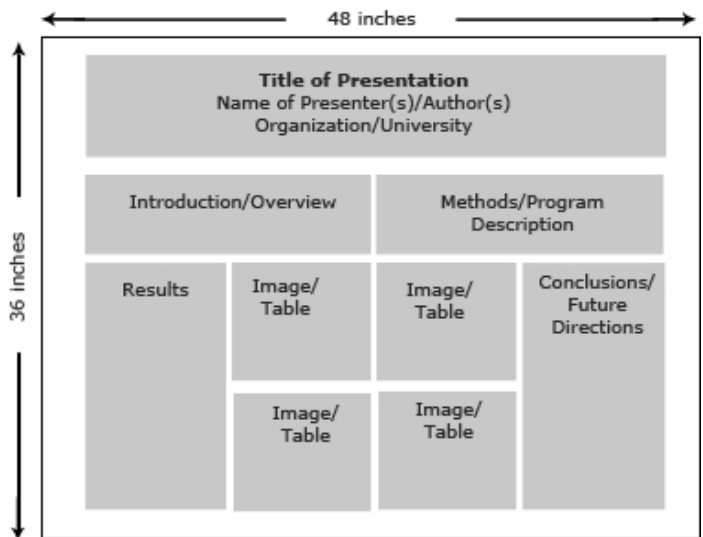 48 inches
36 inches
Title of Presentation
Name of Presenter(s)/Author(s)
Organization/University
Introduction/Overview
Methods/Program
Description
Results
Image/
Table
Image/
Table
Conclusions/
Future
Directions
Image/
Table
Image/
Table